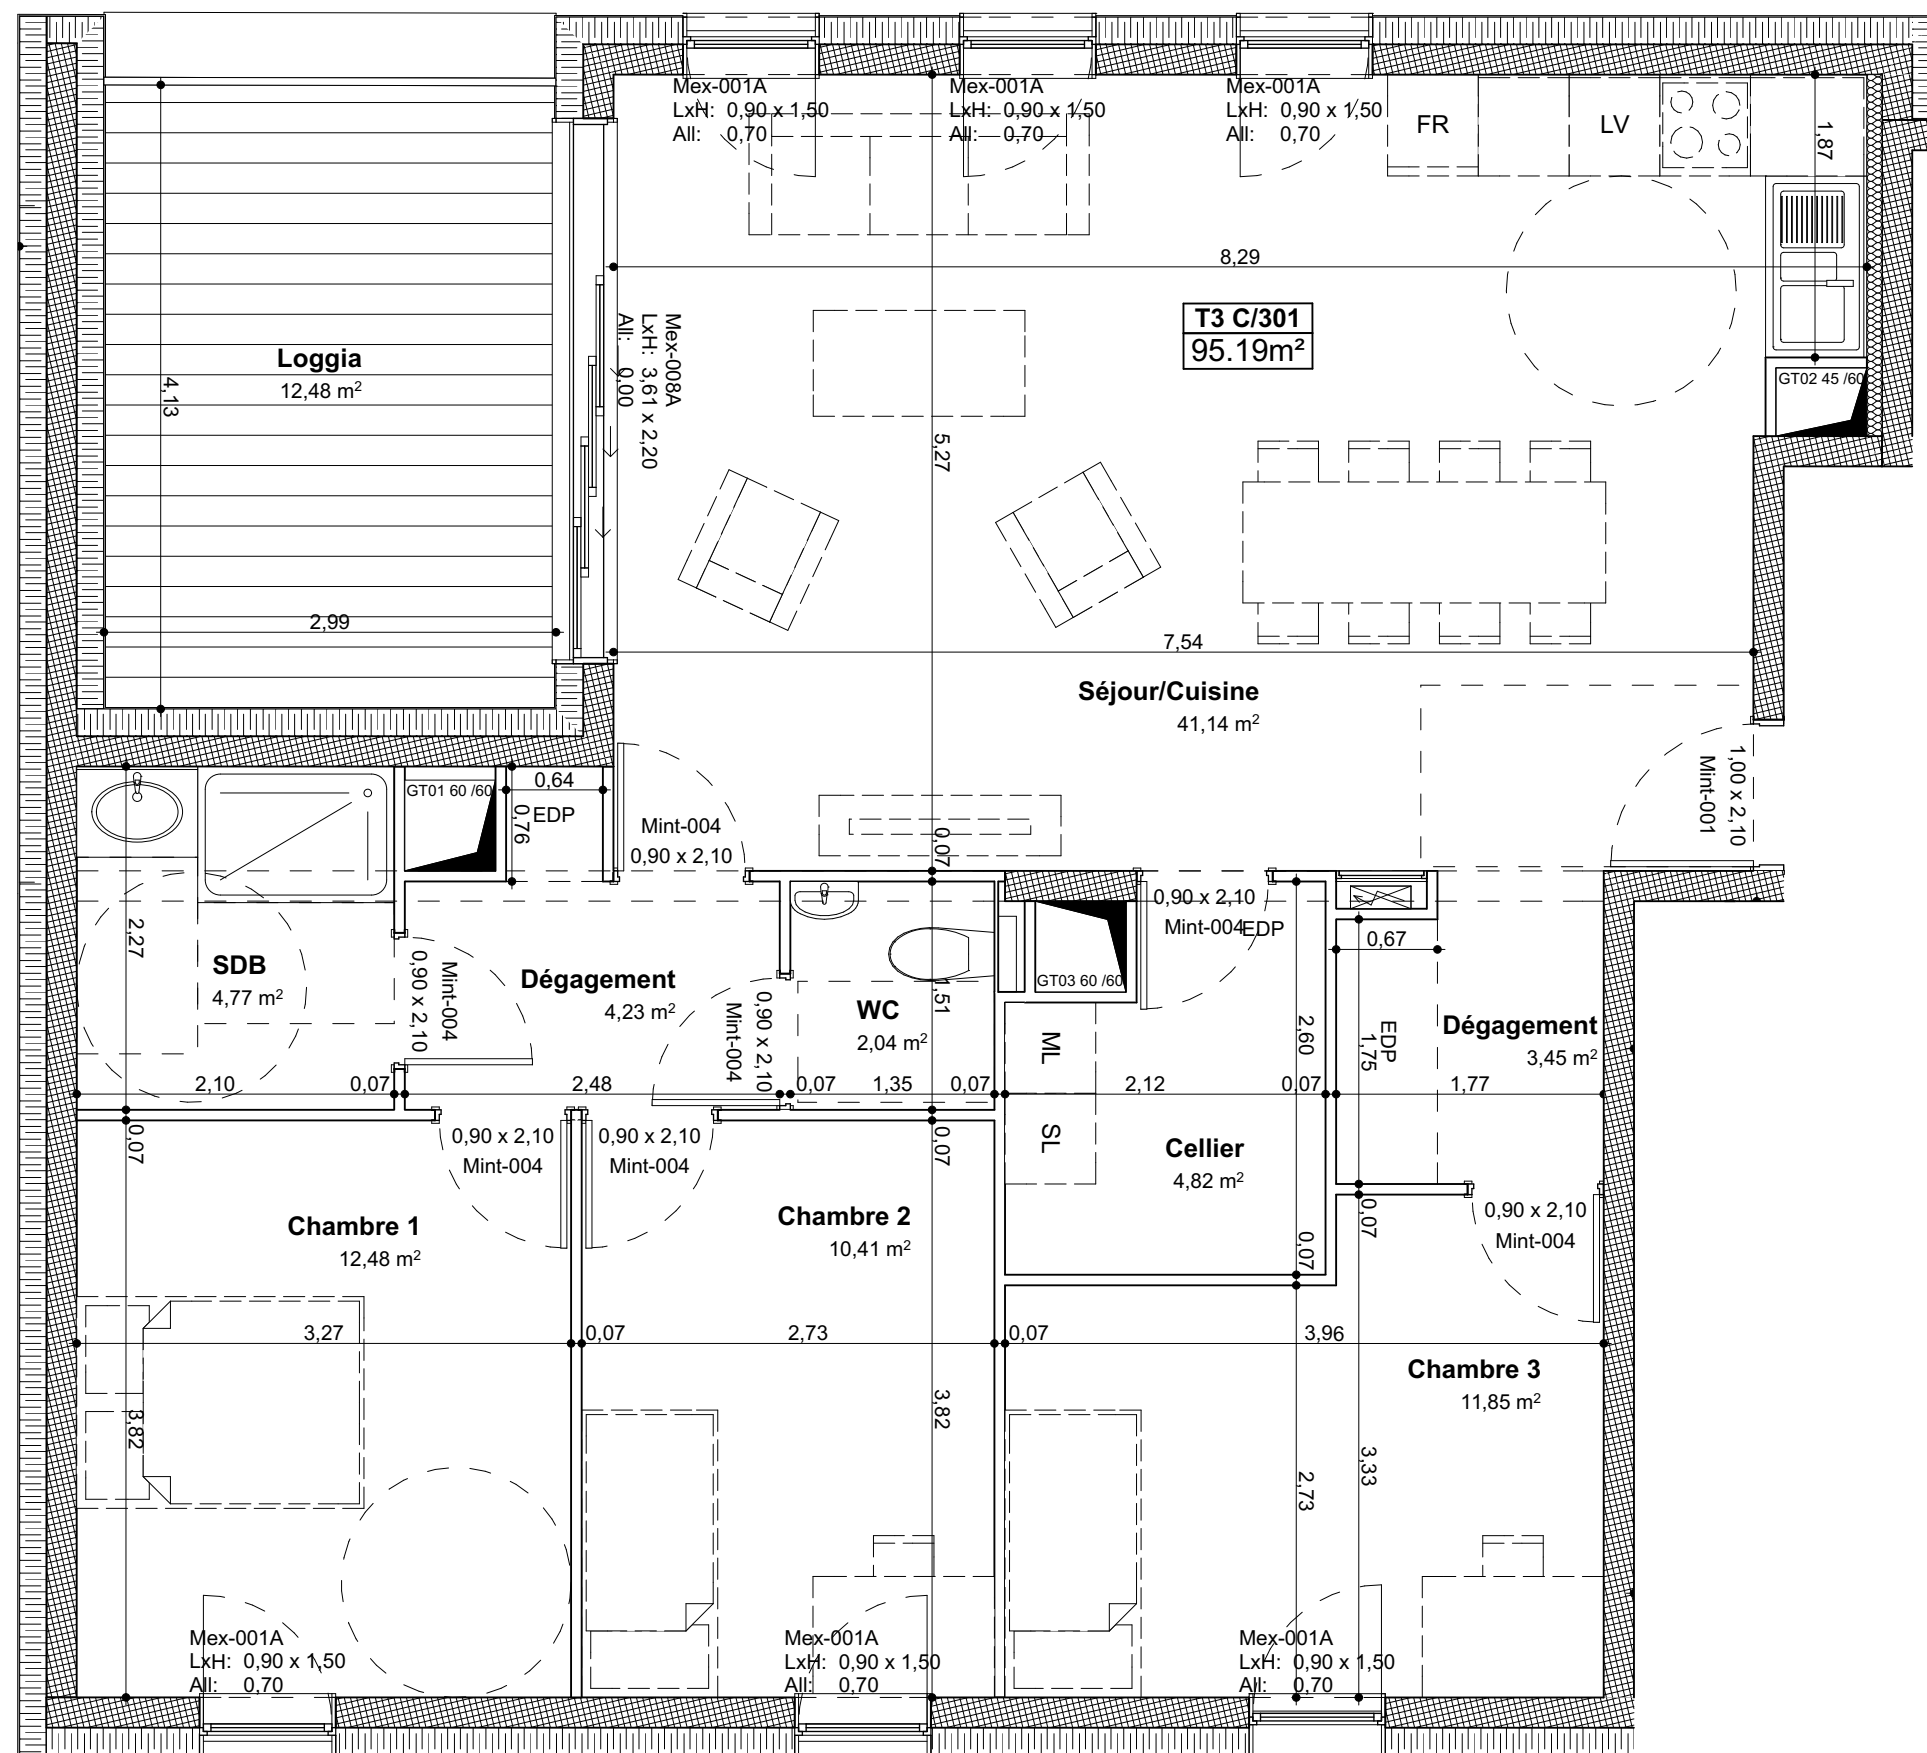 Mex-001A
LxH: 0,90 x 1,50
All: 0,70
Mex-001A
LxH: 0,90 x 1,50
All: 0,70
Mex-001A
LxH: 0,90 x 1,50
All: 0,70
FR
LV
1,87
8,29
T3 C/301
95.19m²
Mex-008A
LxH: 3,61 x 2,20
All: 0,00
Loggia
12,48 m²
4,13
GT02 45 /60
5,27
2,99
7,54
Séjour/Cuisine
41,14 m²
1,00 x 2,10
Mint-001
GT01 60 /60
0,64
EDP
0,76
Mint-004
0,90 x 2,10
0,07
0,90 x 2,10
Mint-004
EDP
2,27
SDB
4,77 m²
Mint-004
0,90 x 2,10
Dégagement
4,23 m²
0,90 x 2,10
Mint-004
WC
2,04 m²
1,51
GT03 60 /60
0,67
ML
SL
2,60
EDP
1,75
Dégagement
3,45 m²
2,10
0,07
2,48
0,07
1,35
0,07
2,12
0,07
1,77
0,07
0,90 x 2,10
Mint-004
0,90 x 2,10
Mint-004
0,07
Cellier
4,82 m²
0,07
0,07
0,90 x 2,10
Mint-004
Chambre 1
12,48 m²
Chambre 2
10,41 m²
3,27
0,07
2,73
0,07
3,96
Chambre 3
11,85 m²
3,82
3,82
2,73
3,33
Mex-001A
LxH: 0,90 x 1,50
All: 0,70
Mex-001A
LxH: 0,90 x 1,50
All: 0,70
Mex-001A
LxH: 0,90 x 1,50
All: 0,70